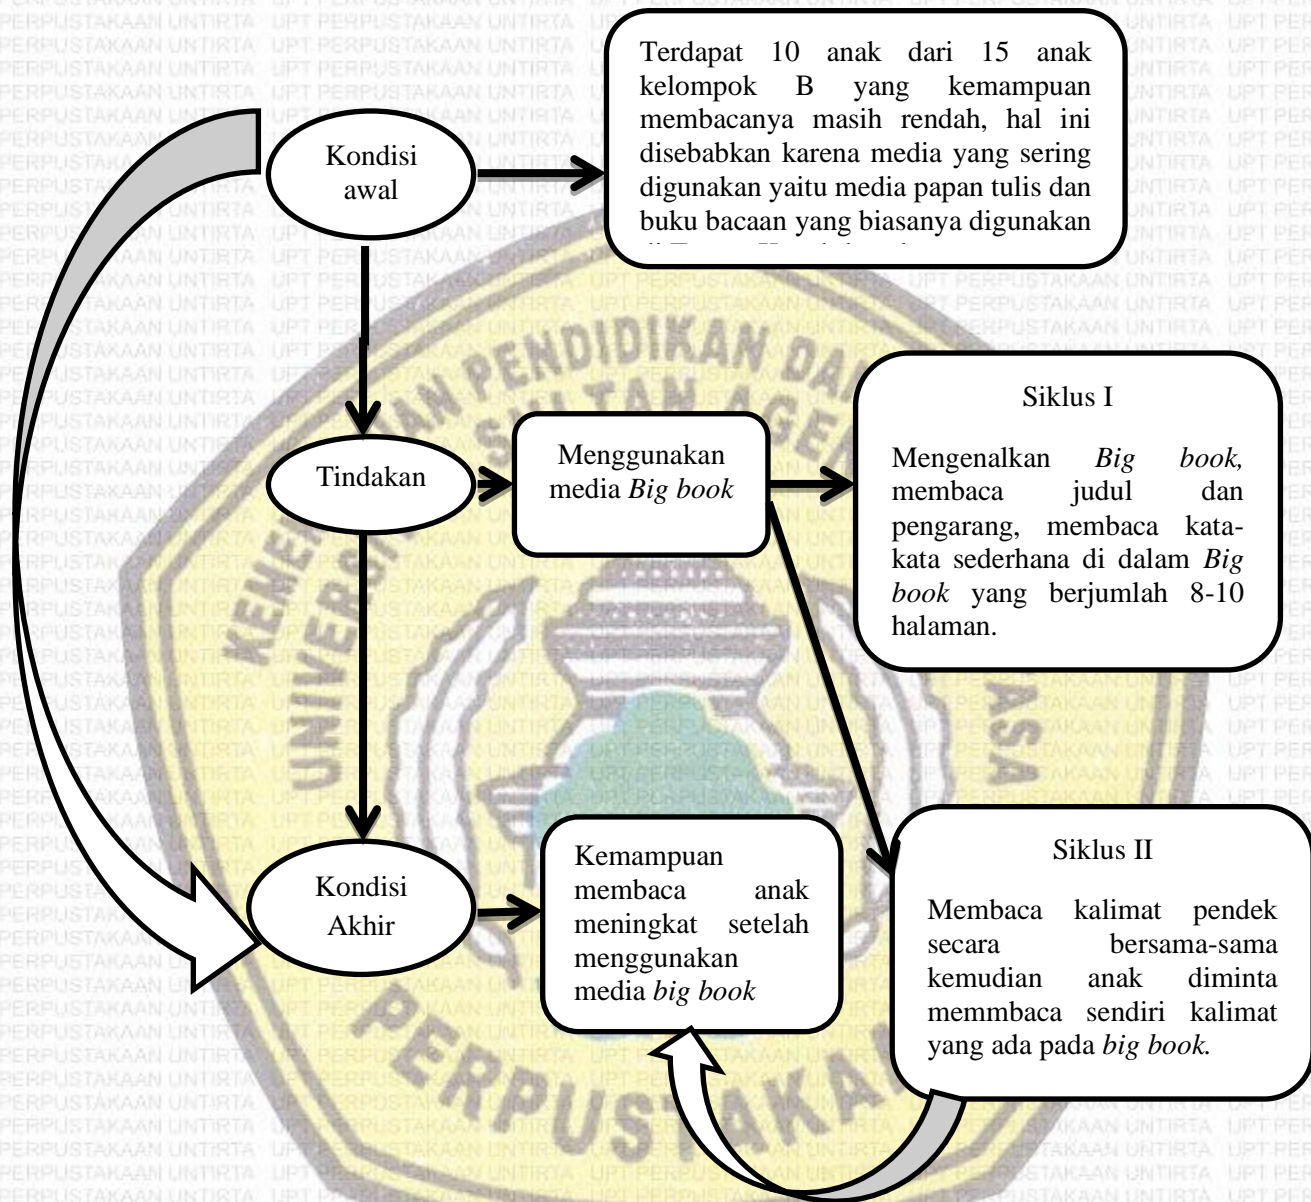 Terdapat 10 anak dari 15 anak
kelompok B yang kemampuan
membacanya masih rendah, hal ini
disebabkan karena media yang sering
digunakan yaitu media papan tulis dan
buku bacaan yang biasanya digunakan
Kondisi
awal
Tindakan
Menggunakan
media Big book
Siklus I
Mengenalkan Big book,
membaca judul dan
pengarang, membaca kata-
kata sederhana di dalam Big
book yang berjumlah 8-10
halaman.
Kondisi
Akhir
Kemampuan
membaca anak
meningkat setelah
menggunakan
media big book
Siklus II
Membaca kalimat pendek
secara bersama-sama
kemudian anak diminta
memmbaca sendiri kalimat
yang ada pada big book.